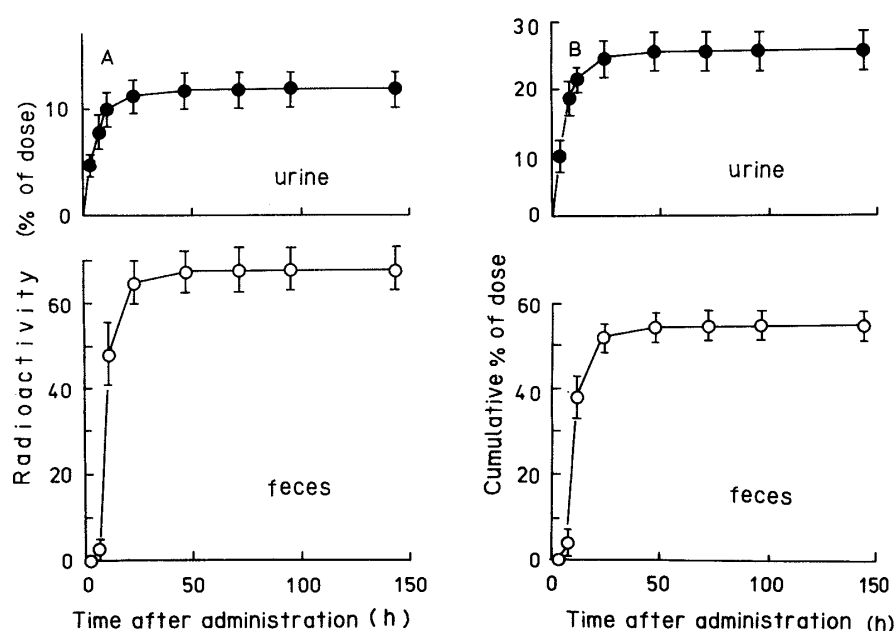 A
10
0
urine
(% of dose)
Radioactivity
60
40
20
0
feces
0 50 100 150
Time after administration (h)
B
30
20
10
0
urine
Cumulative % of dose
60
40
20
0
feces
0 50 100 150
Time after administration (h)